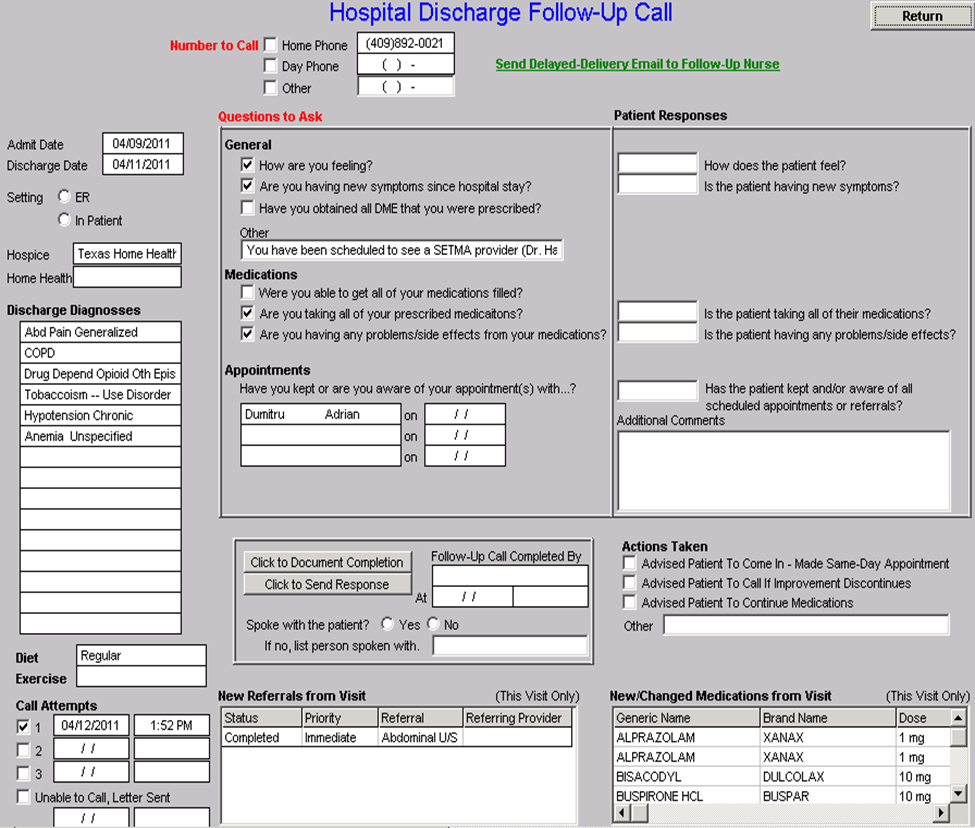 Hospital Discharge Follow-Up Call
Return
Number to Call
Home Phone (409)892-0021
Day Phone ( ) -
Other ( ) -
Send Delayed-Delivery Email to Follow-Up Nurse
Admit Date 04/09/2011
Discharge Date 04/11/2011
Setting ER
In Patient
Hospice Texas Home Health
Home Health
Discharge Diagnosses
Abd Pain Generalized
COPD
Drug Depend Opioid Oth Epis
Tobaccoism -- Use Disorder
Hypotension Chronic
Anemia Unspecified
Diet Regular
Exercise
Call Attempts
1 04/12/2011 1:52 PM
2 / /
3 / /
Unable to Call, Letter Sent
/ /
Questions to Ask
General
How are you feeling?
Are you having new symptoms since hospital stay?
Have you obtained all DME that you were prescribed?
Other
You have been scheduled to see a SETMA provider (Dr. Ha
Medications
Were you able to get all of your medications filled?
Are you taking all of your prescribed medicaitons?
Are you having any problems/side effects from your medications?
Appointments
Have you kept or are you aware of your appointment(s) with...?
Dumitru Adrian on / /
on / /
on / /
Patient Responses
How does the patient feel?
Is the patient having new symptoms?
Is the patient taking all of their medications?
Is the patient having any problems/side effects?
Has the patient kept and/or aware of all
scheduled appointments or referrals?
Additional Comments
Click to Document Completion
Click to Send Response
Follow-Up Call Completed By
At / /
Spoke with the patient? Yes No
If no, list person spoken with.
Actions Taken
Advised Patient To Come In - Made Same-Day Appointment
Advised Patient To Call If Improvement Discontinues
Advised Patient To Continue Medications
Other
New Referrals from Visit (This Visit Only)
Status Priority Referral Referring Provider
Completed Immediate Abdominal U/S
New/Changed Medications from Visit (This Visit Only)
Generic Name Brand Name Dose
ALPRAZOLAM XANAX 1 mg
ALPRAZOLAM XANAX 1 mg
BISACODYL DULCOLAX 10 mg
BUSPIRONE HCL BUSPAR 10 mg